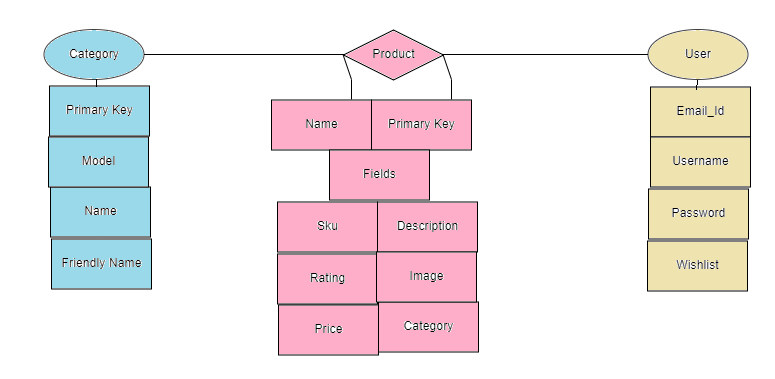 Category
Product
User
Primary Key
Model
Name
Friendly Name
Name
Primary Key
Fields
Sku
Description
Rating
Image
Price
Category
Email_Id
Username
Password
Wishlist